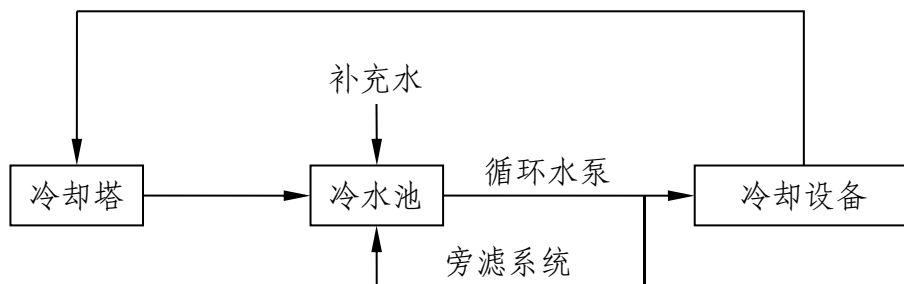 补充水
循环水泵
冷却塔
冷水池
冷却设备
旁滤系统